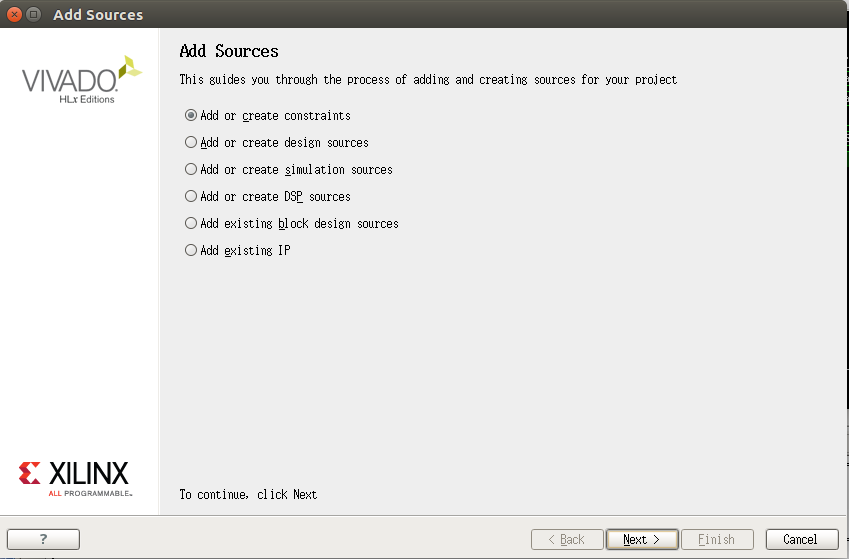 Add Sources
VIVADO.
HLx Editions
Add Sources
This guides you through the process of adding and creating sources for your project
Add or create constraints
Add or create design sources
Add or create simulation sources
Add or create DSP sources
Add existing block design sources
Add existing IP
XILINX
ALL PROGRAMMABLE™
To continue, click Next
?
< Back
Next >
Finish
Cancel